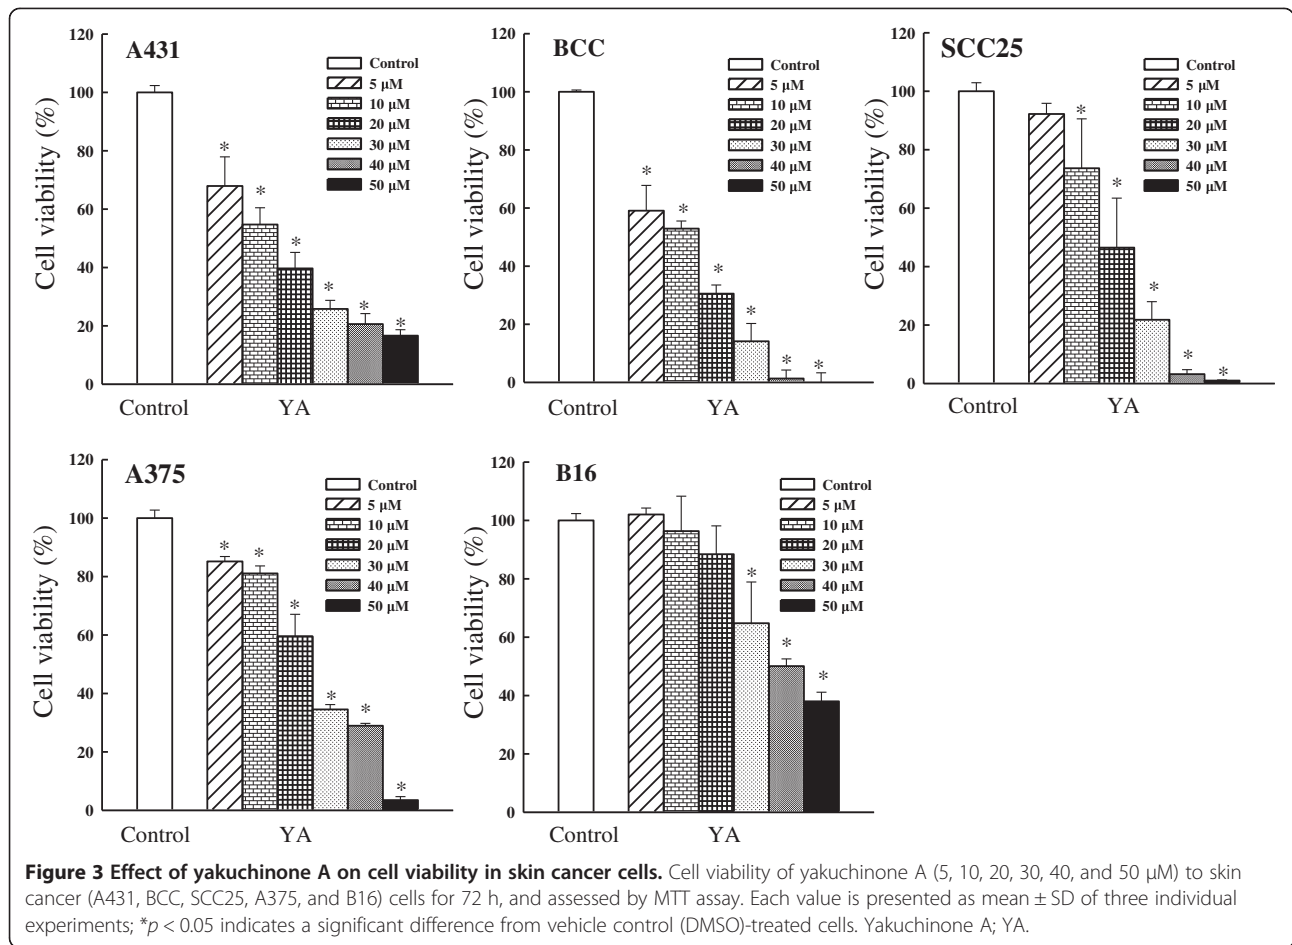 A431
120
100
80
60
40
20
0
Cell viability (%)
Control
5 μM
10 μM
20 μM
30 μM
40 μM
50 μM
* * * * * *
Control YA
BCC
120
100
80
60
40
20
0
Cell viability (%)
Control
5 μM
10 μM
20 μM
30 μM
40 μM
50 μM
* * * * * *
Control YA
SCC25
120
100
80
60
40
20
0
Cell viability (%)
Control
5 μM
10 μM
20 μM
30 μM
40 μM
50 μM
* * * * *
Control YA
A375
120
100
80
60
40
20
0
Cell viability (%)
Control
5 μM
10 μM
20 μM
30 μM
40 μM
50 μM
* * * * * *
Control YA
B16
120
100
80
60
40
20
0
Cell viability (%)
Control
5 μM
10 μM
20 μM
30 μM
40 μM
50 μM
* * *
Control YA
Figure 3 Effect of yakuchinone A on cell viability in skin cancer cells. Cell viability of yakuchinone A (5, 10, 20, 30, 40, and 50 μM) to skin
cancer (A431, BCC, SCC25, A375, and B16) cells for 72 h, and assessed by MTT assay. Each value is presented as mean ± SD of three individual
experiments; *p < 0.05 indicates a significant difference from vehicle control (DMSO)-treated cells. Yakuchinone A; YA.